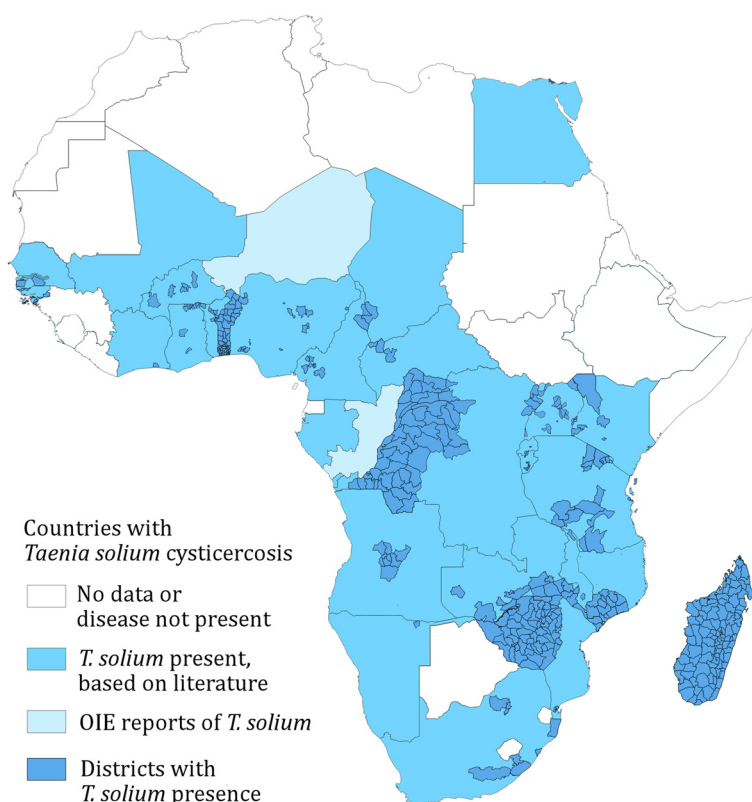 Countries with
Taenia solium cysticercosis
No data or
disease not present
T. solium present,
based on literature
OIE reports of T. solium
Districts with
T. solium presence